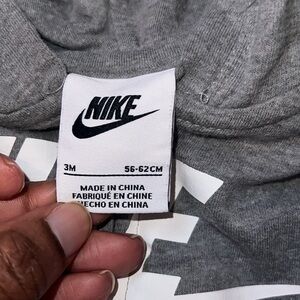 NIKE
3M 56-62CM
MADE IN CHINA
FABRIQUÉ EN CHINE
HECHO EN CHINA